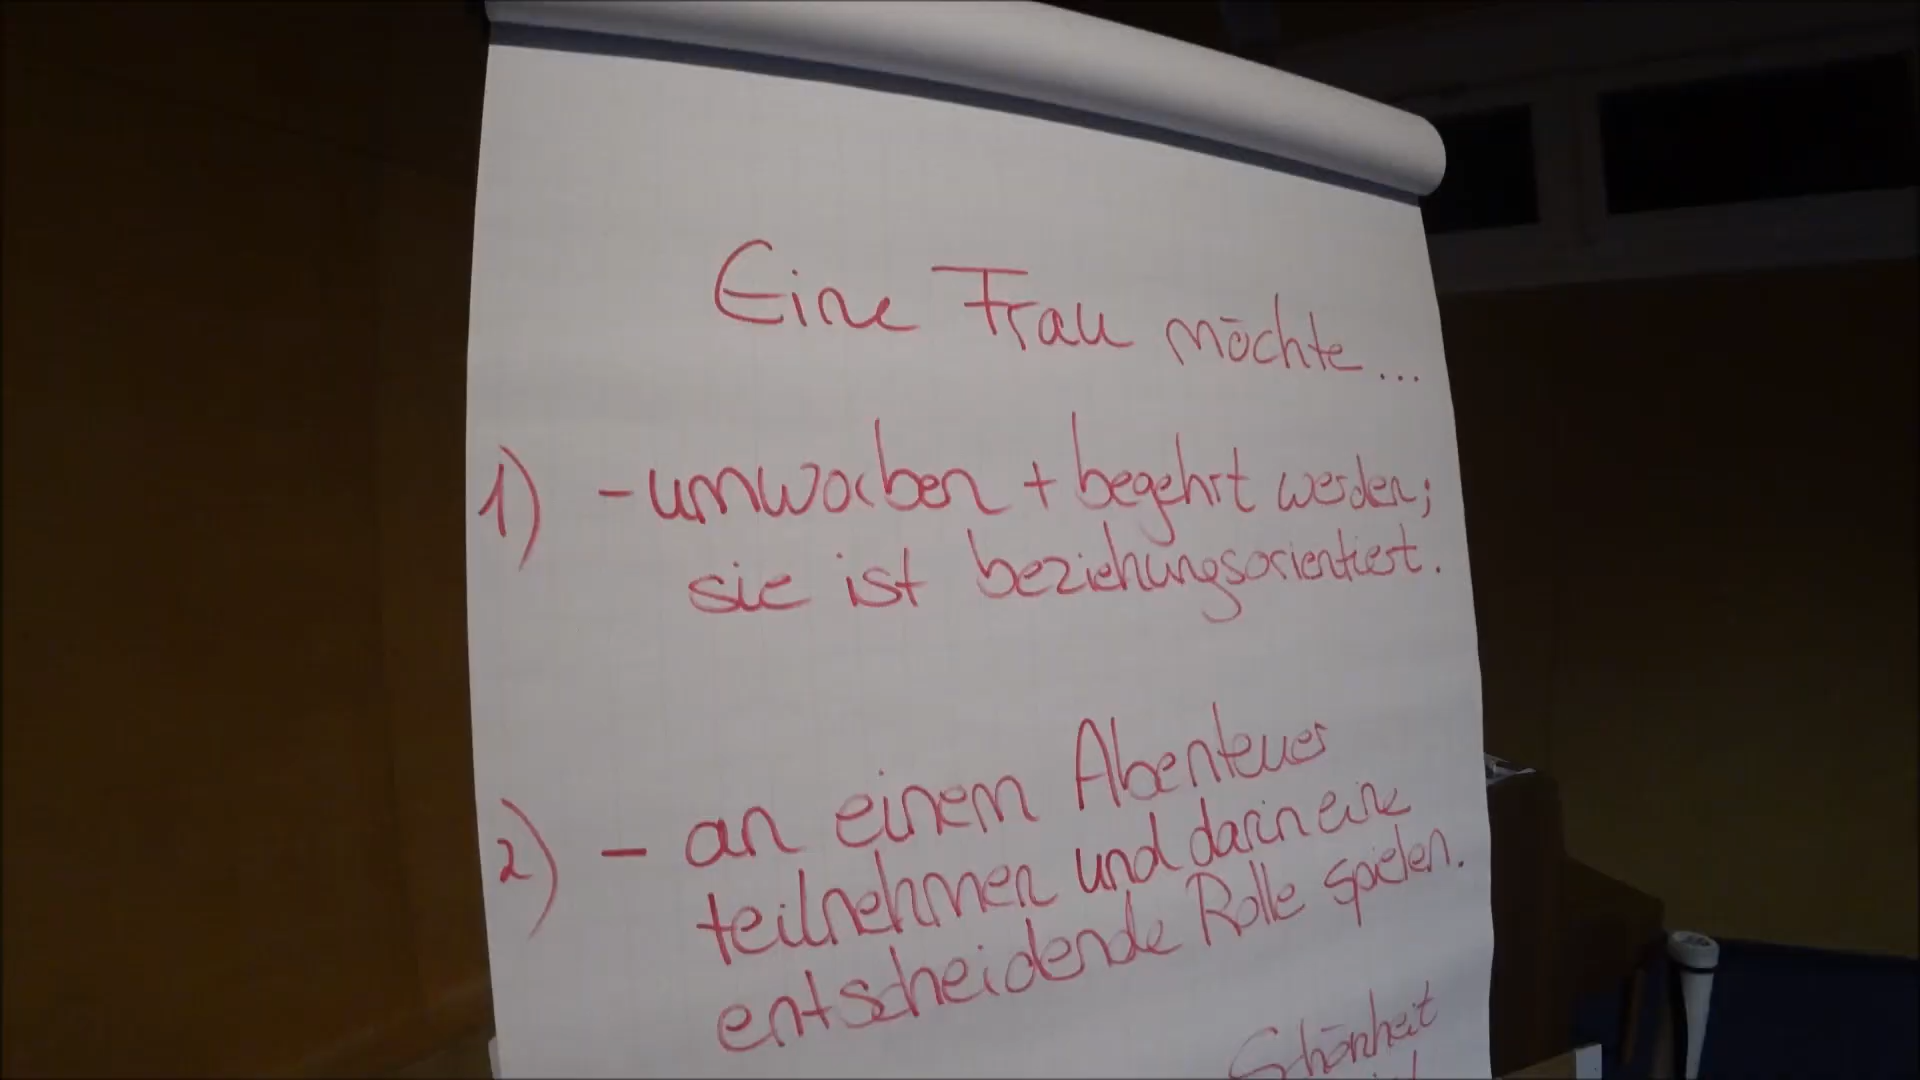 Eine Frau möchte...
1) - umworben + begehrt werden;
sie ist beziehungsorientiert.
2) - an einem Abenteuer
teilnehmen und darin eine
entscheidende Rolle spielen.
Schönheit